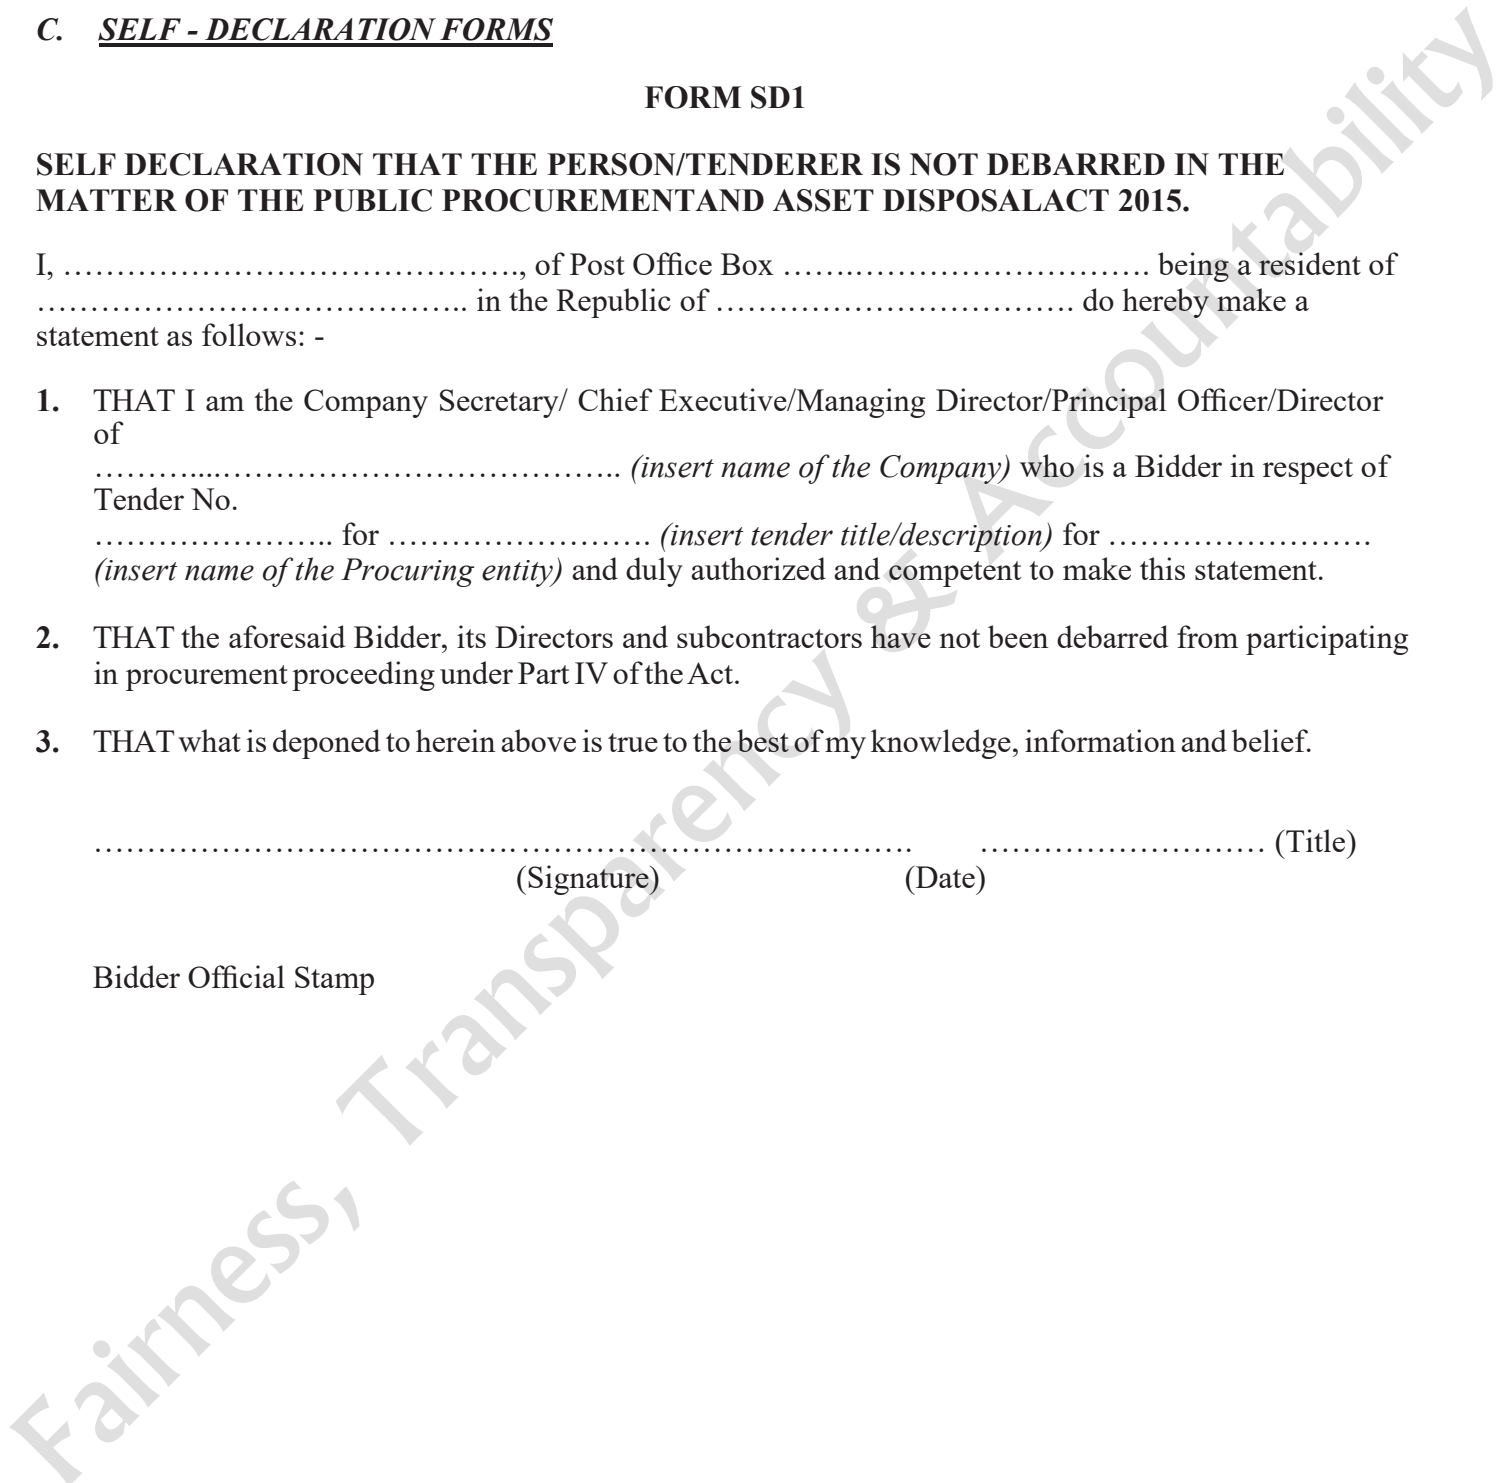 C. SELF - DECLARATION FORMS
FORM SD1
SELF DECLARATION THAT THE PERSON/TENDERER IS NOT DEBARRED IN THE
MATTER OF THE PUBLIC PROCUREMENTAND ASSET DISPOSALACT 2015.
I, ……………………………………., of Post Office Box …….………………………. being a resident of
………………………………….. in the Republic of ……………………………. do hereby make a
statement as follows: -
1. THAT I am the Company Secretary/ Chief Executive/Managing Director/Principal Officer/Director
of
………....……………………………….. (insert name of the Company) who is a Bidder in respect of
Tender No.
………………….. for ……………………. (insert tender title/description) for …………………….
(insert name of the Procuring entity) and duly authorized and competent to make this statement.
2. THAT the aforesaid Bidder, its Directors and subcontractors have not been debarred from participating
in procurement proceeding under Part IV of the Act.
3. THAT what is deponed to herein above is true to the best of my knowledge, information and belief.
………………………………….………………………………. ……………………… (Title)
(Signature) (Date)
Bidder Official Stamp
Fairness, Transparency & Accountability